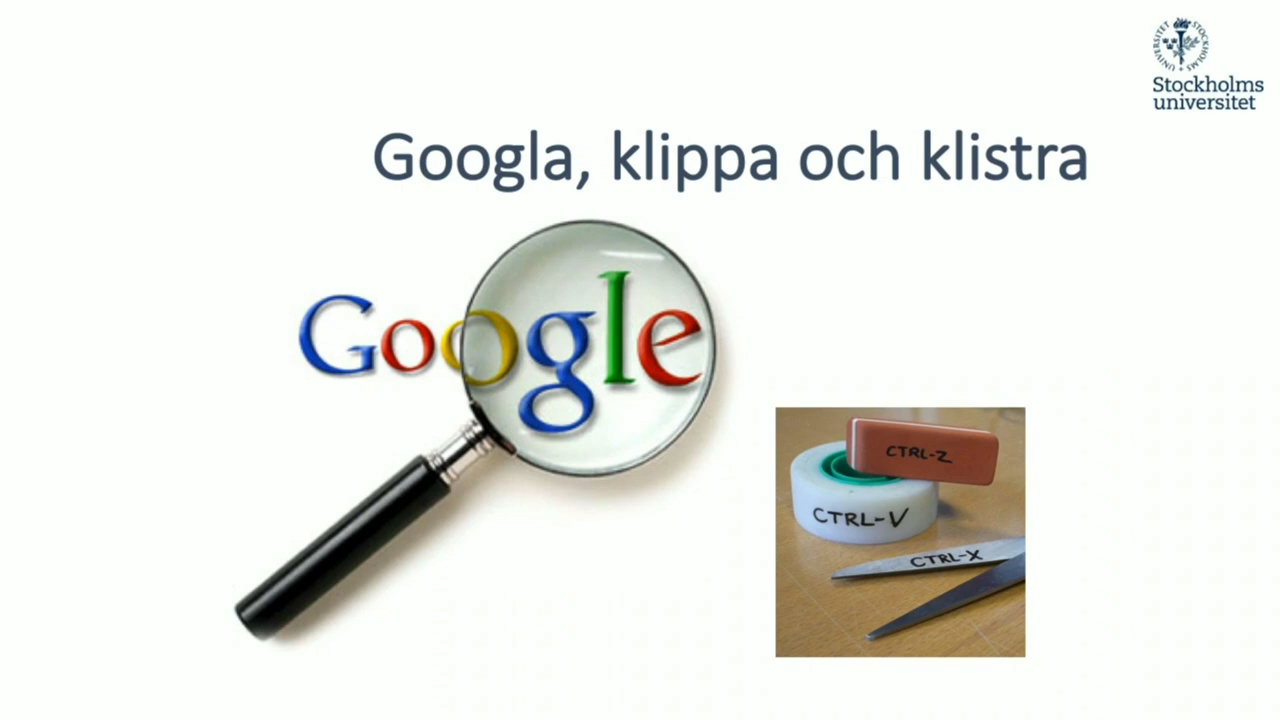 Stockholms
universitet
Googla, klippa och klistra
Google
CTRL-Z
CTRL-V
CTRL-X